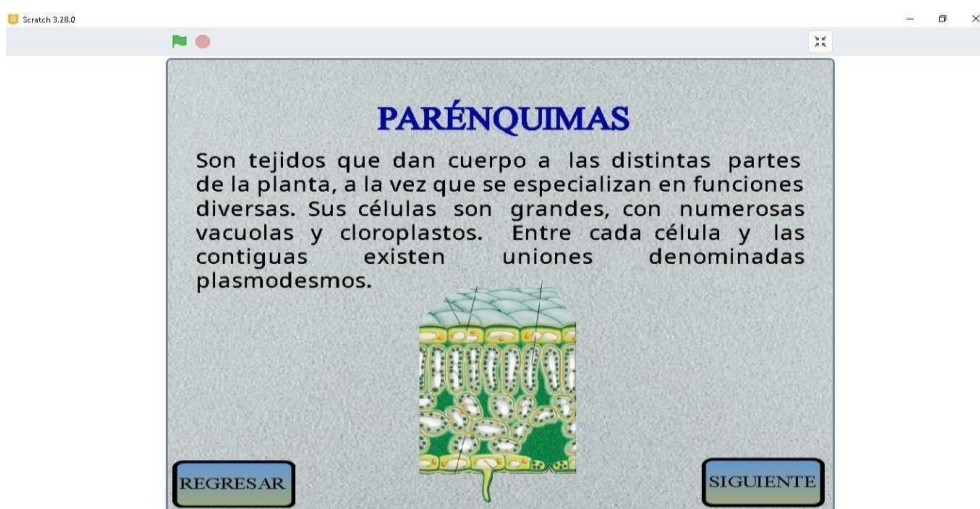 Scratch 3.28.0
PARÉNQUIMAS
Son tejidos que dan cuerpo a las distintas partes
de la planta, a la vez que se especializan en funciones
diversas. Sus células son grandes, con numerosas
vacuolas y cloroplastos. Entre cada célula y las
contiguas existen uniones denominadas
plasmodesmos.
REGRESAR
SIGUIENTE